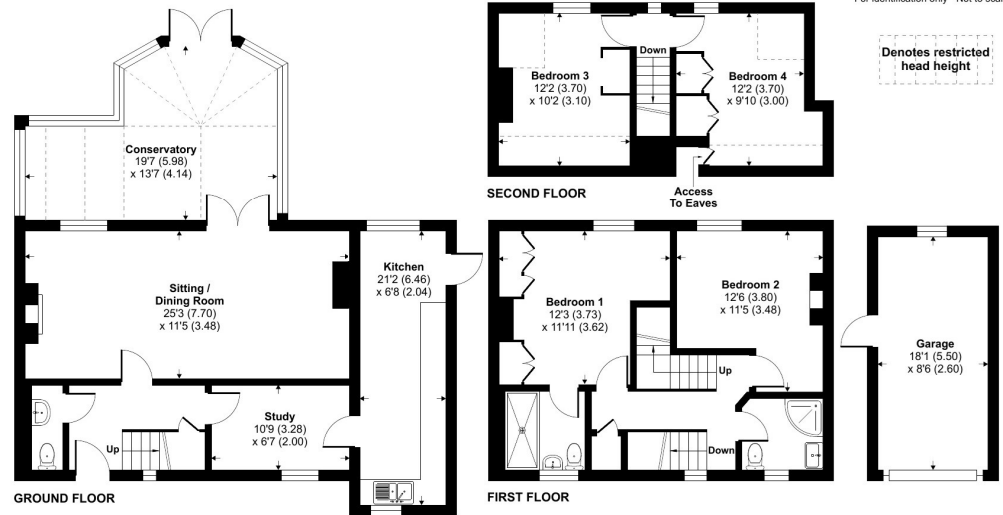 For identification only - Not to scale
Denotes restricted
head height
Conservatory
19'7 (5.98)
x 13'7 (4.14)
Sitting /
Dining Room
25'3 (7.70)
x 11'5 (3.48)
Kitchen
21'2 (6.46)
x 6'8 (2.04)
Study
10'9 (3.28)
x 6'7 (2.00)
Up
GROUND FLOOR
Bedroom 3
12'2 (3.70)
x 10'2 (3.10)
Down
Bedroom 4
12'2 (3.70)
x 9'10 (3.00)
SECOND FLOOR
Access
To Eaves
Bedroom 1
12'3 (3.73)
x 11'11 (3.62)
Bedroom 2
12'6 (3.80)
x 11'5 (3.48)
Up
Down
FIRST FLOOR
Garage
18'1 (5.50)
x 8'6 (2.60)